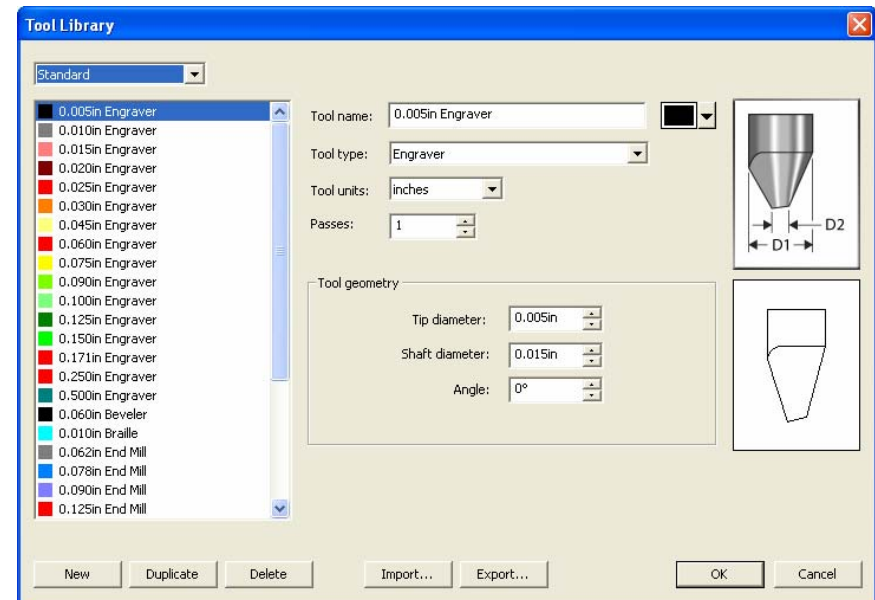 Tool Library
Standard
0.005in Engraver
0.010in Engraver
0.015in Engraver
0.020in Engraver
0.025in Engraver
0.030in Engraver
0.045in Engraver
0.060in Engraver
0.075in Engraver
0.090in Engraver
0.100in Engraver
0.125in Engraver
0.150in Engraver
0.171in Engraver
0.250in Engraver
0.500in Engraver
0.060in Beveler
0.010in Braille
0.062in End Mill
0.078in End Mill
0.090in End Mill
0.125in End Mill
Tool name: 0.005in Engraver
Tool type: Engraver
Tool units: inches
Passes: 1
Tool geometry
Tip diameter: 0.005in
Shaft diameter: 0.015in
Angle: 0°
D2
D1
New Duplicate Delete Import... Export... OK Cancel